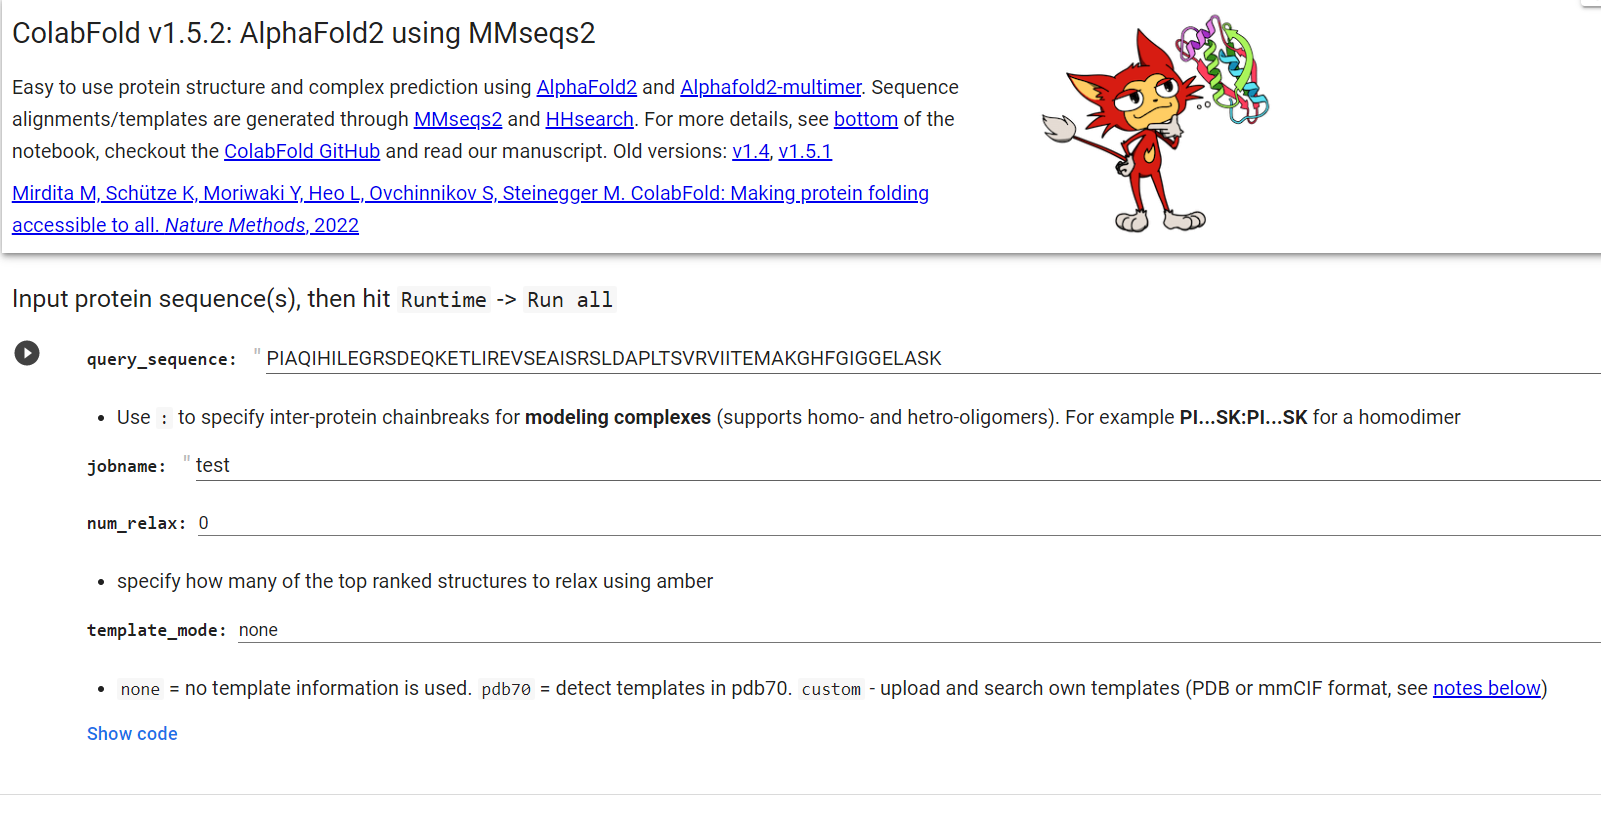 ColabFold v1.5.2: AlphaFold2 using MMseqs2
Easy to use protein structure and complex prediction using AlphaFold2 and Alphafold2-multimer. Sequence
alignments/templates are generated through MMseqs2 and HHsearch. For more details, see bottom of the
notebook, checkout the ColabFold GitHub and read our manuscript. Old versions: v1.4, v1.5.1
Mirdita M, Schütze K, Moriwaki Y, Heo L, Ovchinnikov S, Steinegger M. ColabFold: Making protein folding
accessible to all. Nature Methods, 2022
Input protein sequence(s), then hit Runtime -> Run all
query_sequence: " PIAQIHILEGRSDEQKETLIREVSEAISRSLDAPLTSVRVIITEMAKGHFGIGGELASK
• Use : to specify inter-protein chainbreaks for modeling complexes (supports homo- and hetro-oligomers). For example PI...SK:PI...SK for a homodimer
jobname: " test
num_relax: 0
• specify how many of the top ranked structures to relax using amber
template_mode: none
• none = no template information is used. pdb70 = detect templates in pdb70. custom - upload and search own templates (PDB or mmCIF format, see notes below)
Show code